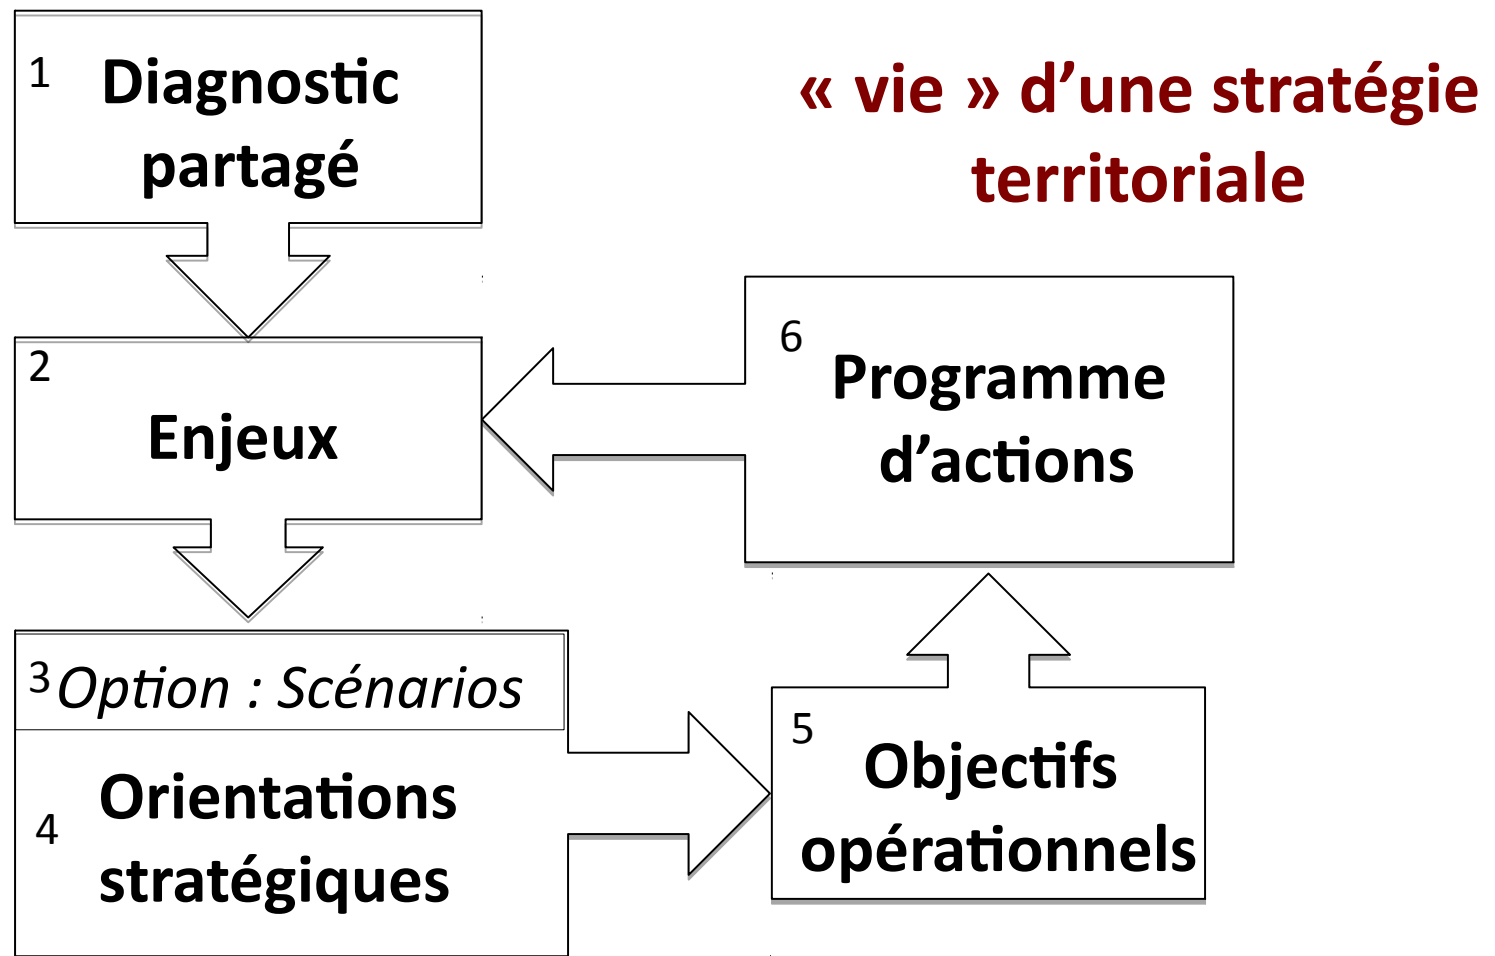 1
Diagnostic
partagé
« vie » d’une stratégie
territoriale
2
Enjeux
6
Programme
d’actions
3
Option : Scénarios
4
Orientations
stratégiques
5
Objectifs
opérationnels